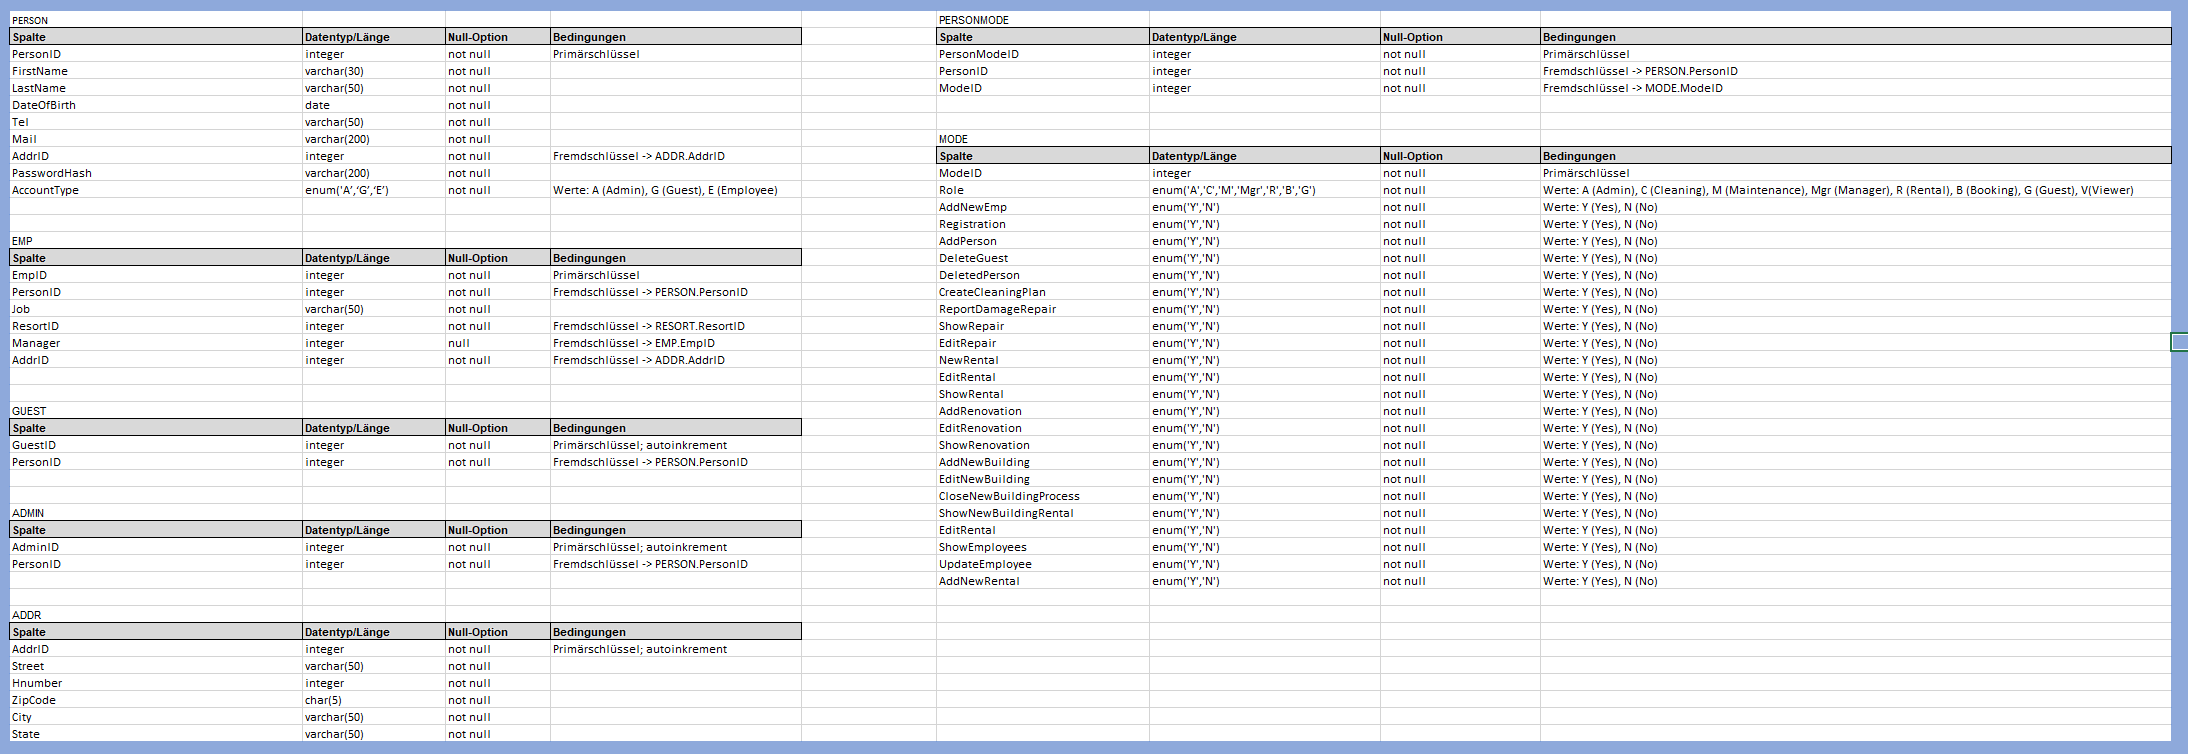 PERSON
Spalte Datentyp/Länge Null-Option Bedingungen
PersonID integer not null Primärschlüssel
FirstName varchar(30) not null
LastName varchar(50) not null
DateOfBirth date not null
Tel varchar(50) not null
Mail varchar(200) not null
AddrID integer not null Fremdschlüssel -> ADDR.AddrID
PasswordHash varchar(200) not null
AccountType enum('A','G','E') not null Werte: A (Admin), G (Guest), E (Employee)
EMP
Spalte Datentyp/Länge Null-Option Bedingungen
EmpID integer not null Primärschlüssel
PersonID integer not null Fremdschlüssel -> PERSON.PersonID
Job varchar(50) not null
ResortID integer not null Fremdschlüssel -> RESORT.ResortID
Manager integer null Fremdschlüssel -> EMP.EmpID
AddrID integer not null Fremdschlüssel -> ADDR.AddrID
GUEST
Spalte Datentyp/Länge Null-Option Bedingungen
GuestID integer not null Primärschlüssel; autoinkrement
PersonID integer not null Fremdschlüssel -> PERSON.PersonID
ADMIN
Spalte Datentyp/Länge Null-Option Bedingungen
AdminID integer not null Primärschlüssel; autoinkrement
PersonID integer not null Fremdschlüssel -> PERSON.PersonID
ADDR
Spalte Datentyp/Länge Null-Option Bedingungen
AddrID integer not null Primärschlüssel; autoinkrement
Street varchar(50) not null
Hnumber integer not null
ZipCode char(5) not null
City varchar(50) not null
State varchar(50) not null
PERSONMODE
Spalte Datentyp/Länge Null-Option Bedingungen
PersonModeID integer not null Primärschlüssel
PersonID integer not null Fremdschlüssel -> PERSON.PersonID
ModeID integer not null Fremdschlüssel -> MODE.ModeID
MODE
Spalte Datentyp/Länge Null-Option Bedingungen
ModeID integer not null Primärschlüssel
Role enum('A','C','M','Mgr','R','B','G') not null Werte: A (Admin), C (Cleaning), M (Maintenance), Mgr (Manager), R (Rental), B (Booking), G (Guest), V(Viewer)
AddNewEmp enum('Y','N') not null Werte: Y (Yes), N (No)
Registration enum('Y','N') not null Werte: Y (Yes), N (No)
AddPerson enum('Y','N') not null Werte: Y (Yes), N (No)
DeleteGuest enum('Y','N') not null Werte: Y (Yes), N (No)
DeletedPerson enum('Y','N') not null Werte: Y (Yes), N (No)
CreateCleaningPlan enum('Y','N') not null Werte: Y (Yes), N (No)
ReportDamageRepair enum('Y','N') not null Werte: Y (Yes), N (No)
ShowRepair enum('Y','N') not null Werte: Y (Yes), N (No)
EditRepair enum('Y','N') not null Werte: Y (Yes), N (No)
NewRental enum('Y','N') not null Werte: Y (Yes), N (No)
EditRental enum('Y','N') not null Werte: Y (Yes), N (No)
ShowRental enum('Y','N') not null Werte: Y (Yes), N (No)
AddRenovation enum('Y','N') not null Werte: Y (Yes), N (No)
EditRenovation enum('Y','N') not null Werte: Y (Yes), N (No)
ShowRenovation enum('Y','N') not null Werte: Y (Yes), N (No)
AddNewBuilding enum('Y','N') not null Werte: Y (Yes), N (No)
EditNewBuilding enum('Y','N') not null Werte: Y (Yes), N (No)
CloseNewBuildingProcess enum('Y','N') not null Werte: Y (Yes), N (No)
ShowNewBuildingRental enum('Y','N') not null Werte: Y (Yes), N (No)
EditRental enum('Y','N') not null Werte: Y (Yes), N (No)
ShowEmployees enum('Y','N') not null Werte: Y (Yes), N (No)
UpdateEmployee enum('Y','N') not null Werte: Y (Yes), N (No)
AddNewRental enum('Y','N') not null Werte: Y (Yes), N (No)